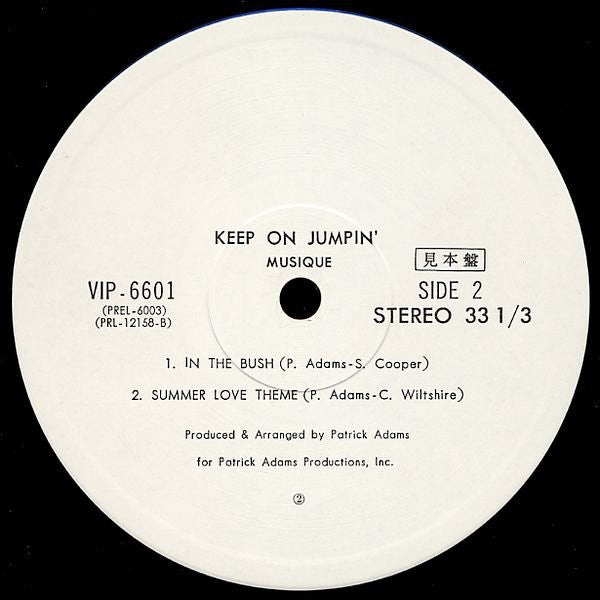 KEEP ON JUMPIN'
MUSIQUE
見本盤
VIP-6601
SIDE 2
(PREL-6003)
STEREO 33 1/3
(PRL-12158-B)
1. IN THE BUSH (P. Adams-S. Cooper)
2. SUMMER LOVE THEME (P. Adams-C. Wiltshire)
Produced & Arranged by Patrick Adams
for Patrick Adams Productions, Inc.
②